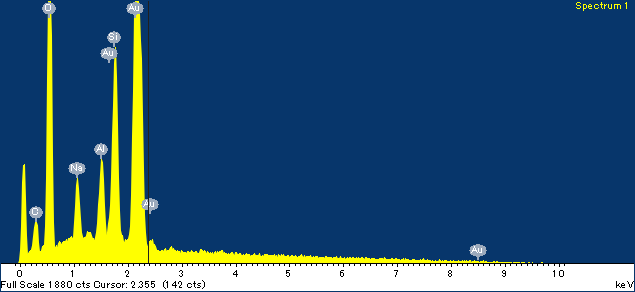 Spectrum 1
O
Au
Si
Au
Al
Na
Au
C
Au
0 1 2 3 4 5 6 7 8 9 10
Full Scale 1880 cts Cursor: 2.355 (142 cts)
keV